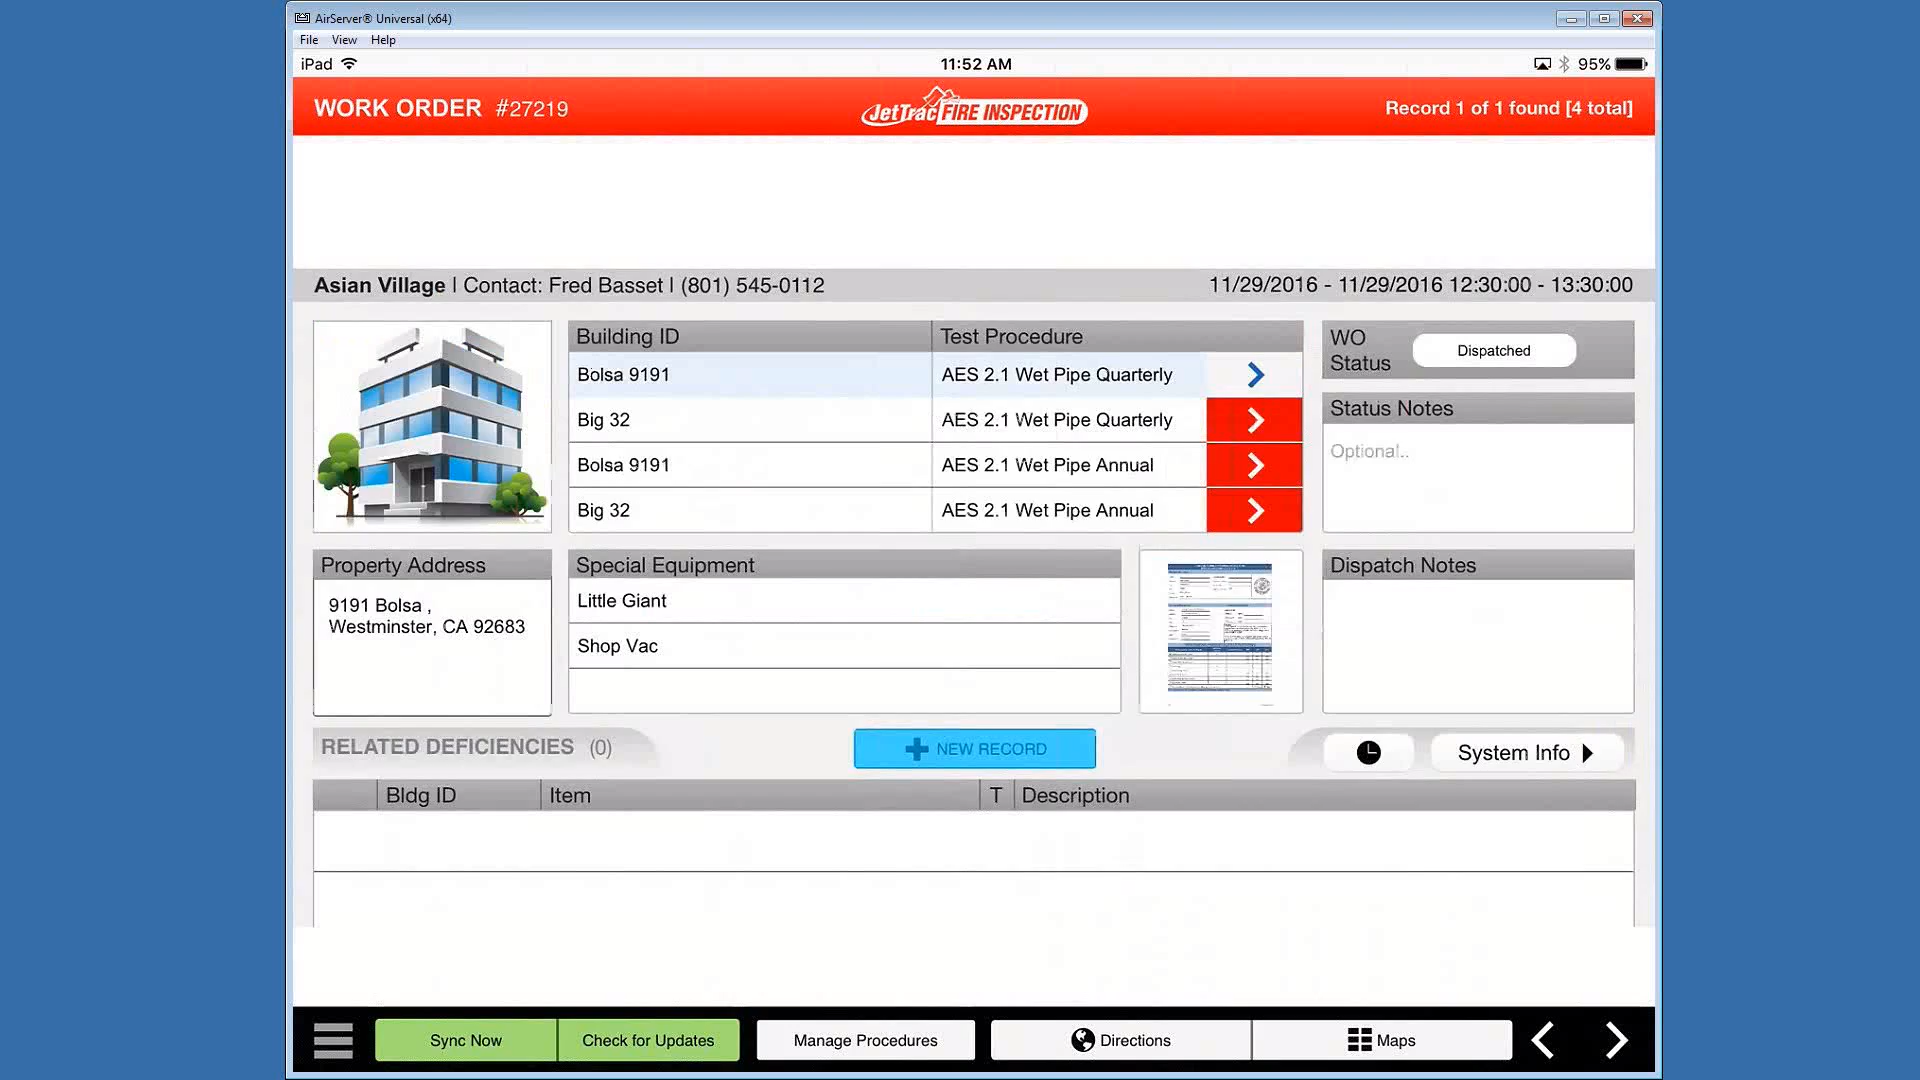 AirServer® Universal (x64)
File View Help
iPad 11:52 AM 95%
WORK ORDER #27219 JetTrac FIRE INSPECTION Record 1 of 1 found [4 total]
Asian Village | Contact: Fred Basset | (801) 545-0112 11/29/2016 - 11/29/2016 12:30:00 - 13:30:00
Building ID Test Procedure
Bolsa 9191 AES 2.1 Wet Pipe Quarterly
Big 32 AES 2.1 Wet Pipe Quarterly
Bolsa 9191 AES 2.1 Wet Pipe Annual
Big 32 AES 2.1 Wet Pipe Annual
WO
Status
Dispatched
Status Notes
Optional..
Property Address
9191 Bolsa ,
Westminster, CA 92683
Special Equipment
Little Giant
Shop Vac
Dispatch Notes
RELATED DEFICIENCIES (0)
NEW RECORD
System Info
Bldg ID Item T Description
Sync Now Check for Updates Manage Procedures Directions Maps